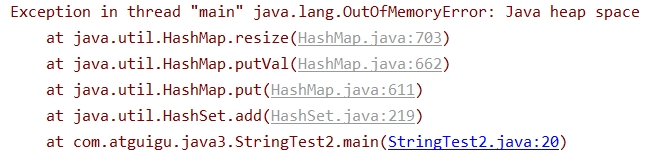 Exception in thread "main" java.lang.OutOfMemoryError: Java heap space
at java.util.HashMap.resize(HashMap.java:703)
at java.util.HashMap.putVal(HashMap.java:662)
at java.util.HashMap.put(HashMap.java:611)
at java.util.HashSet.add(HashSet.java:219)
at com.atguigu.java3.StringTest2.main(StringTest2.java:20)